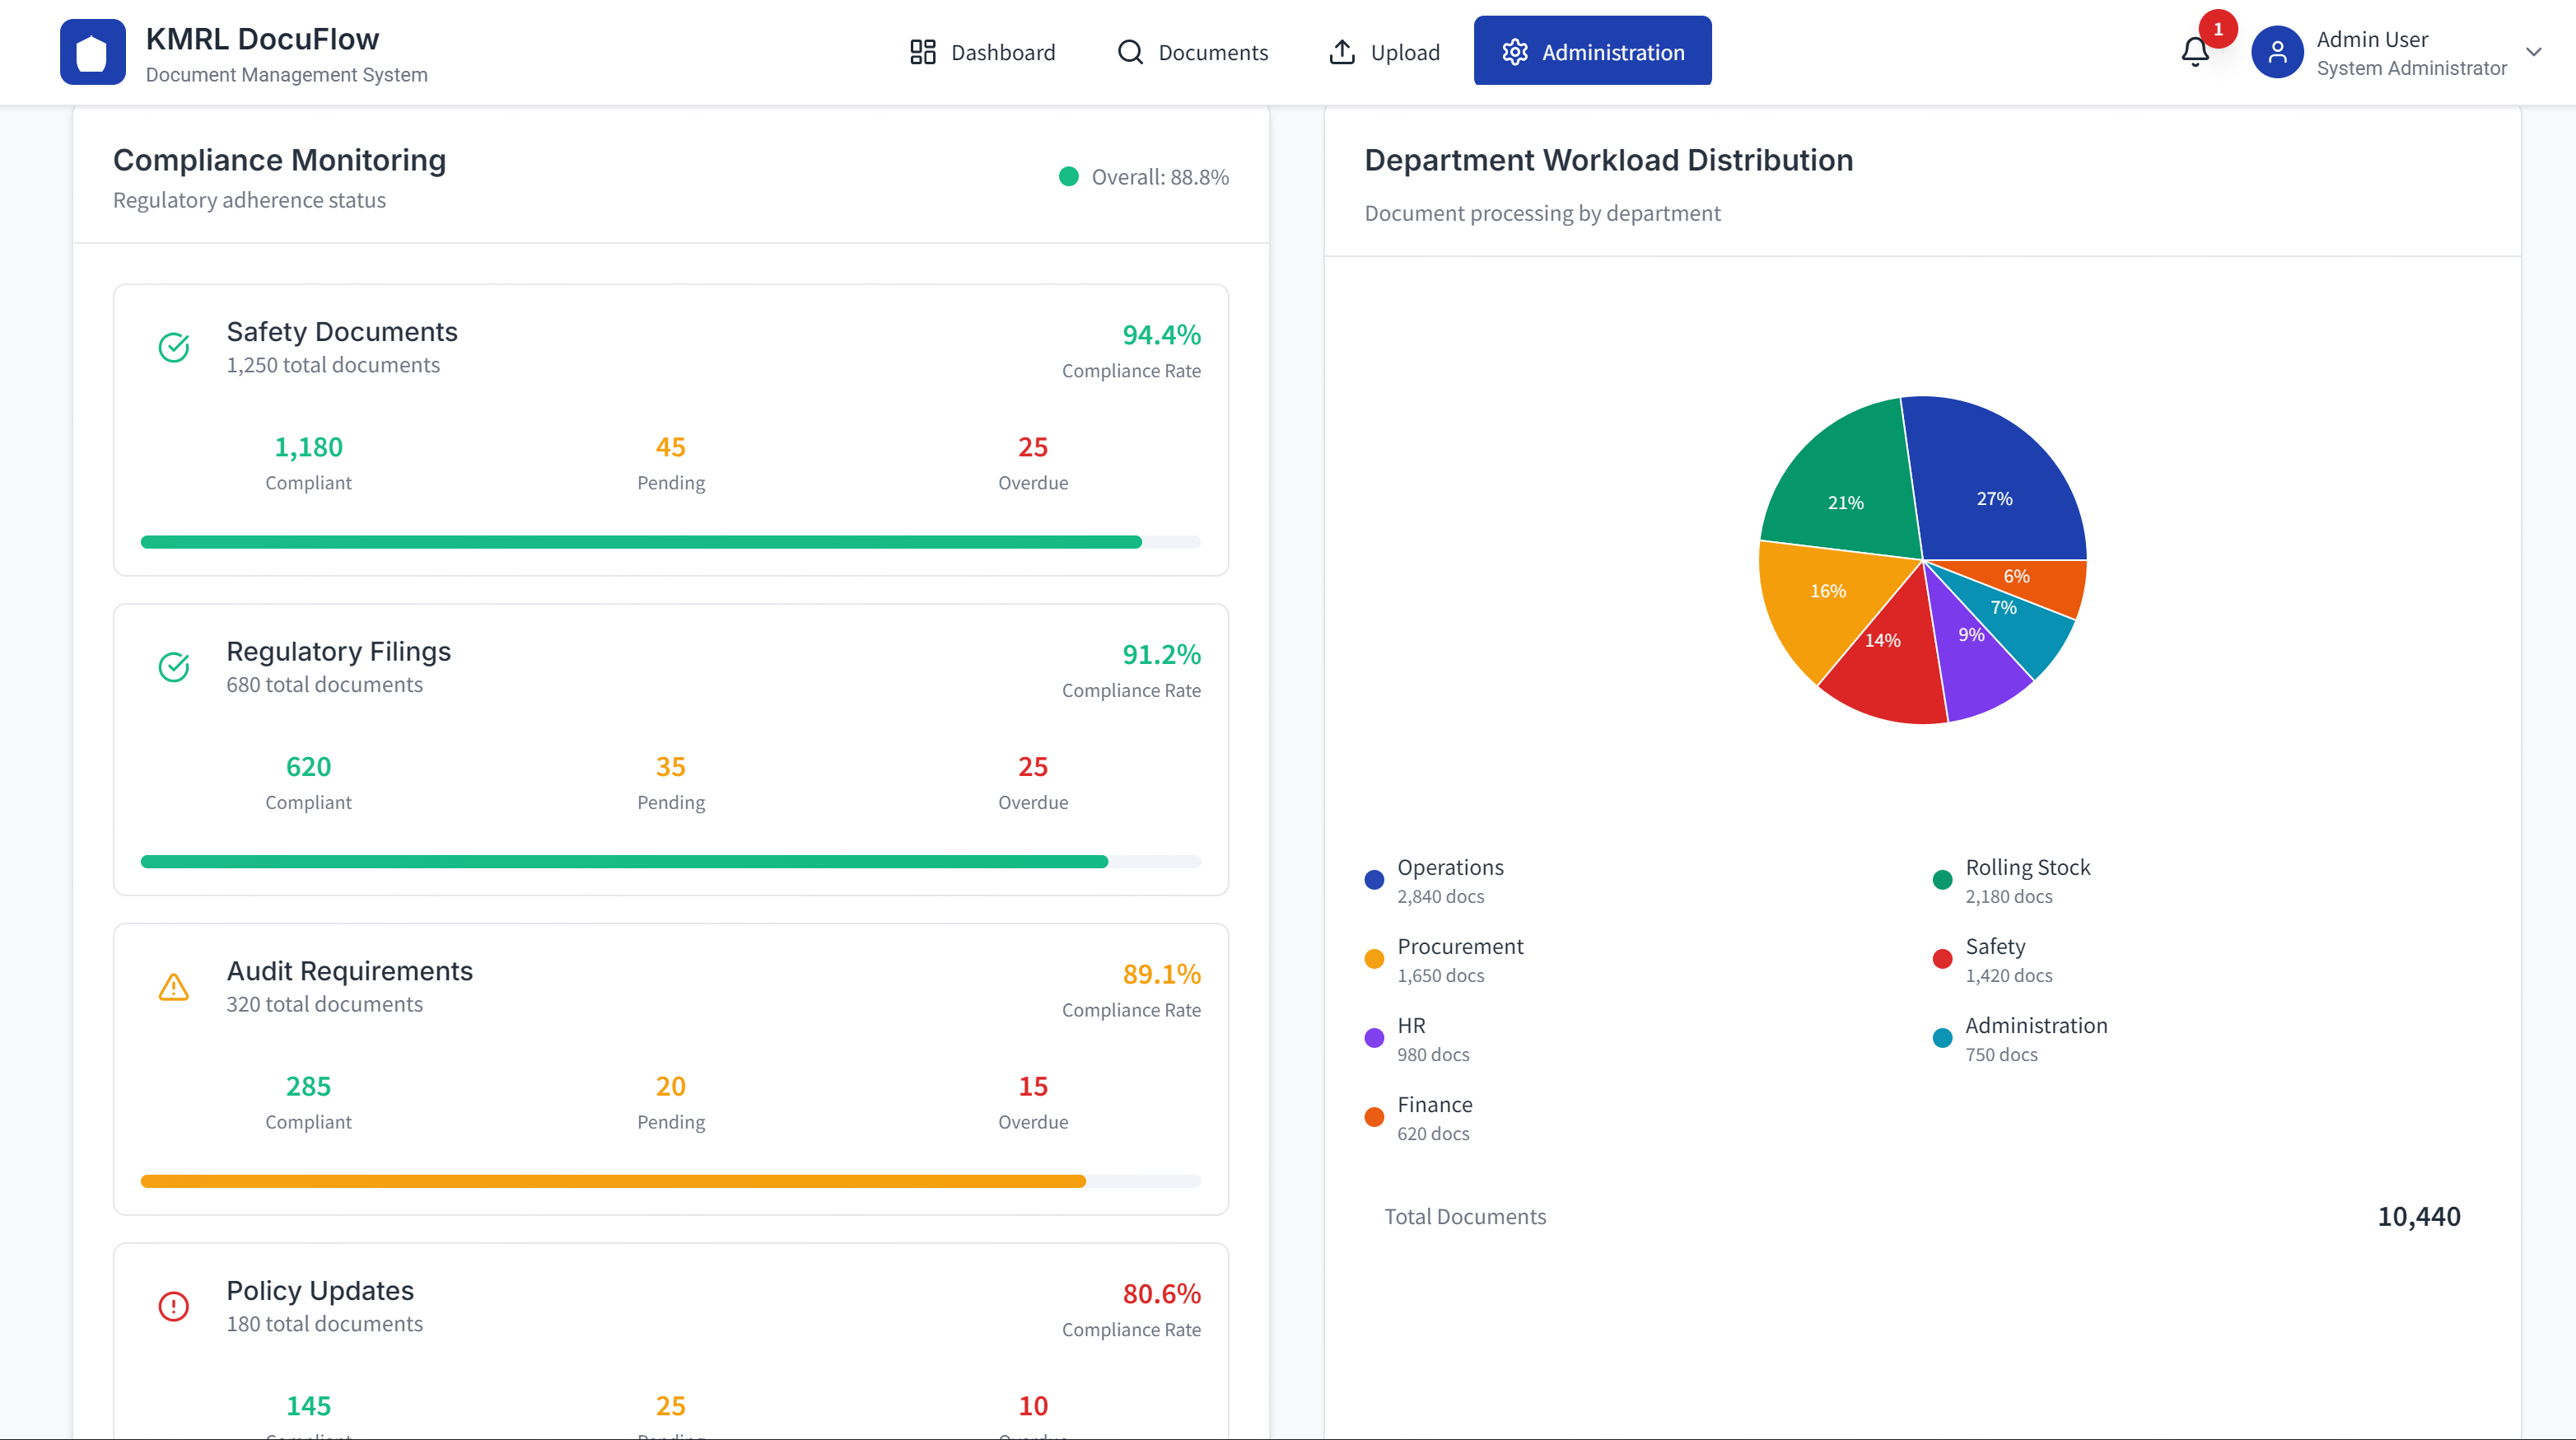 KMRL DocuFlow
Document Management System
Dashboard
Documents
Upload
Administration
1
Admin User
System Administrator
Compliance Monitoring
Regulatory adherence status
Overall: 88.8%
Safety Documents
1,250 total documents
94.4%
Compliance Rate
1,180
Compliant
45
Pending
25
Overdue
Regulatory Filings
680 total documents
91.2%
Compliance Rate
620
Compliant
35
Pending
25
Overdue
Audit Requirements
320 total documents
89.1%
Compliance Rate
285
Compliant
20
Pending
15
Overdue
Policy Updates
180 total documents
80.6%
Compliance Rate
145
Compliant
25
Pending
10
Overdue
Department Workload Distribution
Document processing by department
27%
21%
16%
14%
9%
7%
6%
Operations
2,840 docs
Rolling Stock
2,180 docs
Procurement
1,650 docs
Safety
1,420 docs
HR
980 docs
Administration
750 docs
Finance
620 docs
Total Documents
10,440